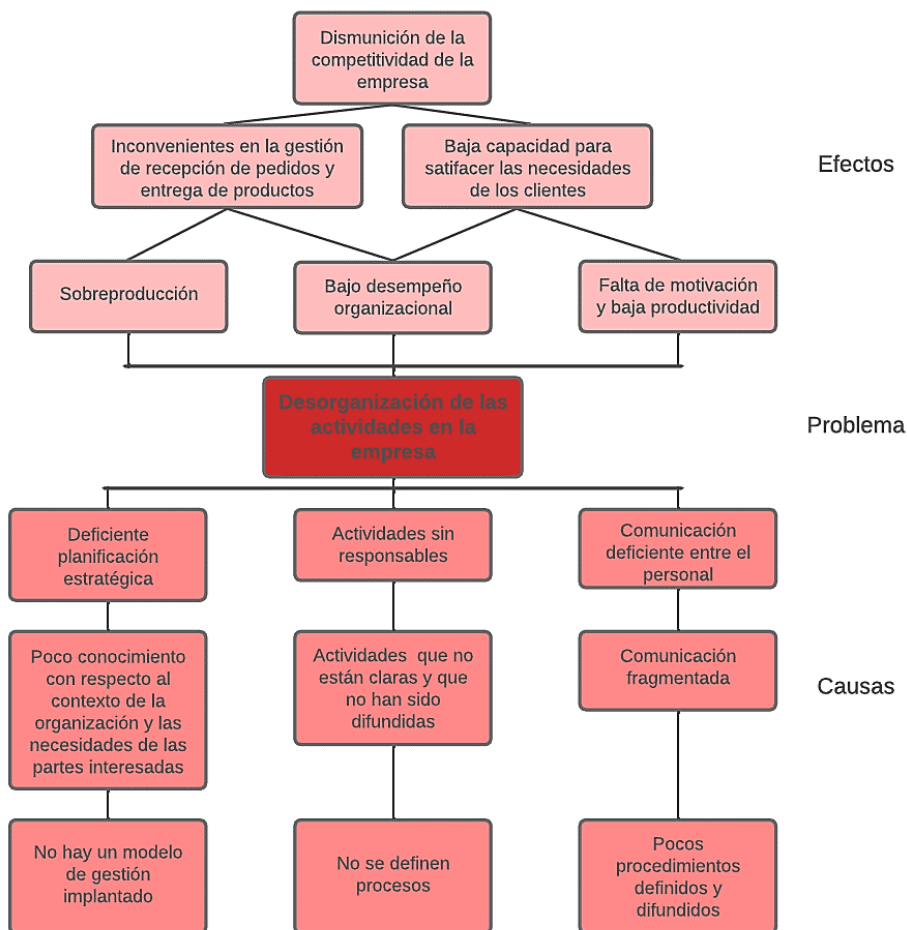 Dismunición de la
competitividad de la
empresa
Inconvenientes en la gestión
de recepción de pedidos y
entrega de productos
Baja capacidad para
satifacer las necesidades
de los clientes
Efectos
Sobreproducción
Bajo desempeño
organizacional
Falta de motivación
y baja productividad
Desorganización de las
actividades en la
empresa
Problema
Deficiente
planificación
estratégica
Actividades sin
responsables
Comunicación
deficiente entre el
personal
Poco conocimiento
con respecto al
contexto de la
organización y las
necesidades de las
partes interesadas
Actividades que no
están claras y que
no han sido
difundidas
Comunicación
fragmentada
Causas
No hay un modelo
de gestión
implantado
No se definen
procesos
Pocos
procedimientos
definidos y
difundidos